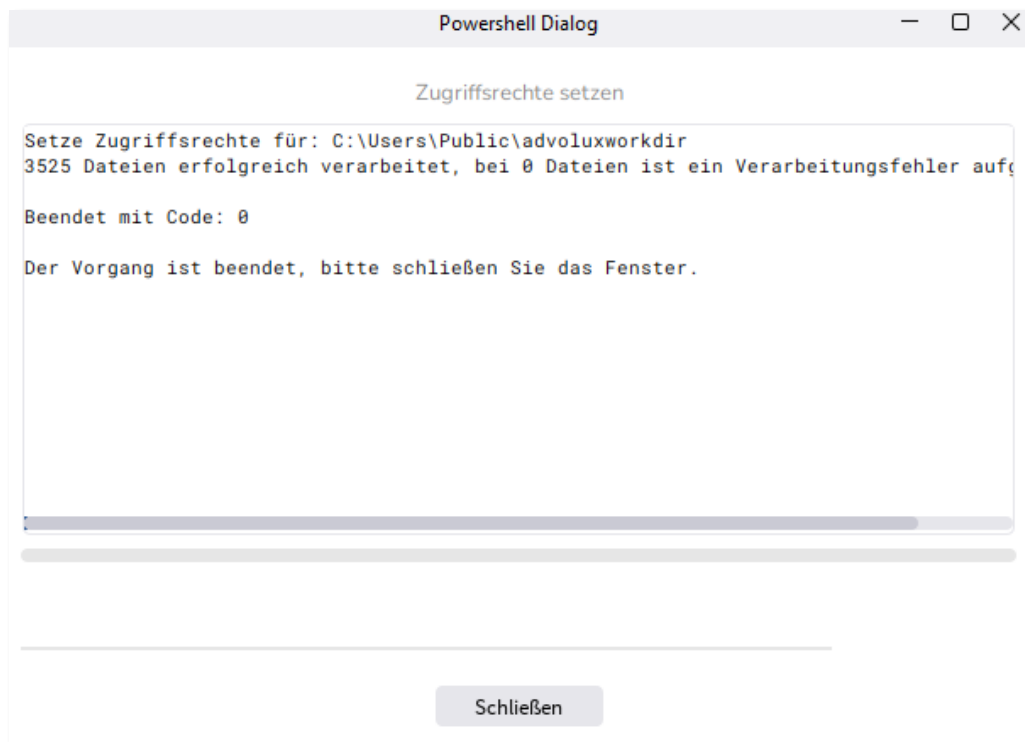 Powershell Dialog
Zugriffsrechte setzen
Setze Zugriffsrechte für: C:\Users\Public\advoluxworkdir
3525 Dateien erfolgreich verarbeitet, bei 0 Dateien ist ein Verarbeitungsfehler
Beendet mit Code: 0
Der Vorgang ist beendet, bitte schließen Sie das Fenster.
Schließen